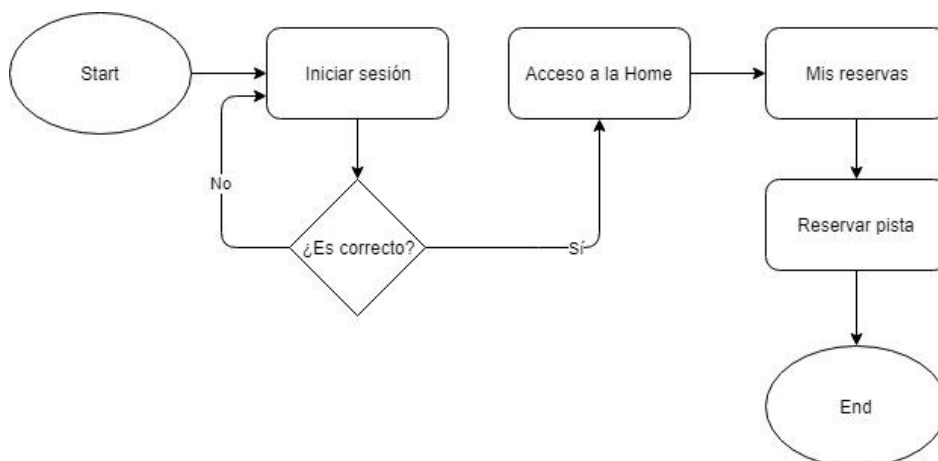 Start
Iniciar sesión
Acceso a la Home
Mis reservas
No
¿Es correcto?
Sí
Reservar pista
End